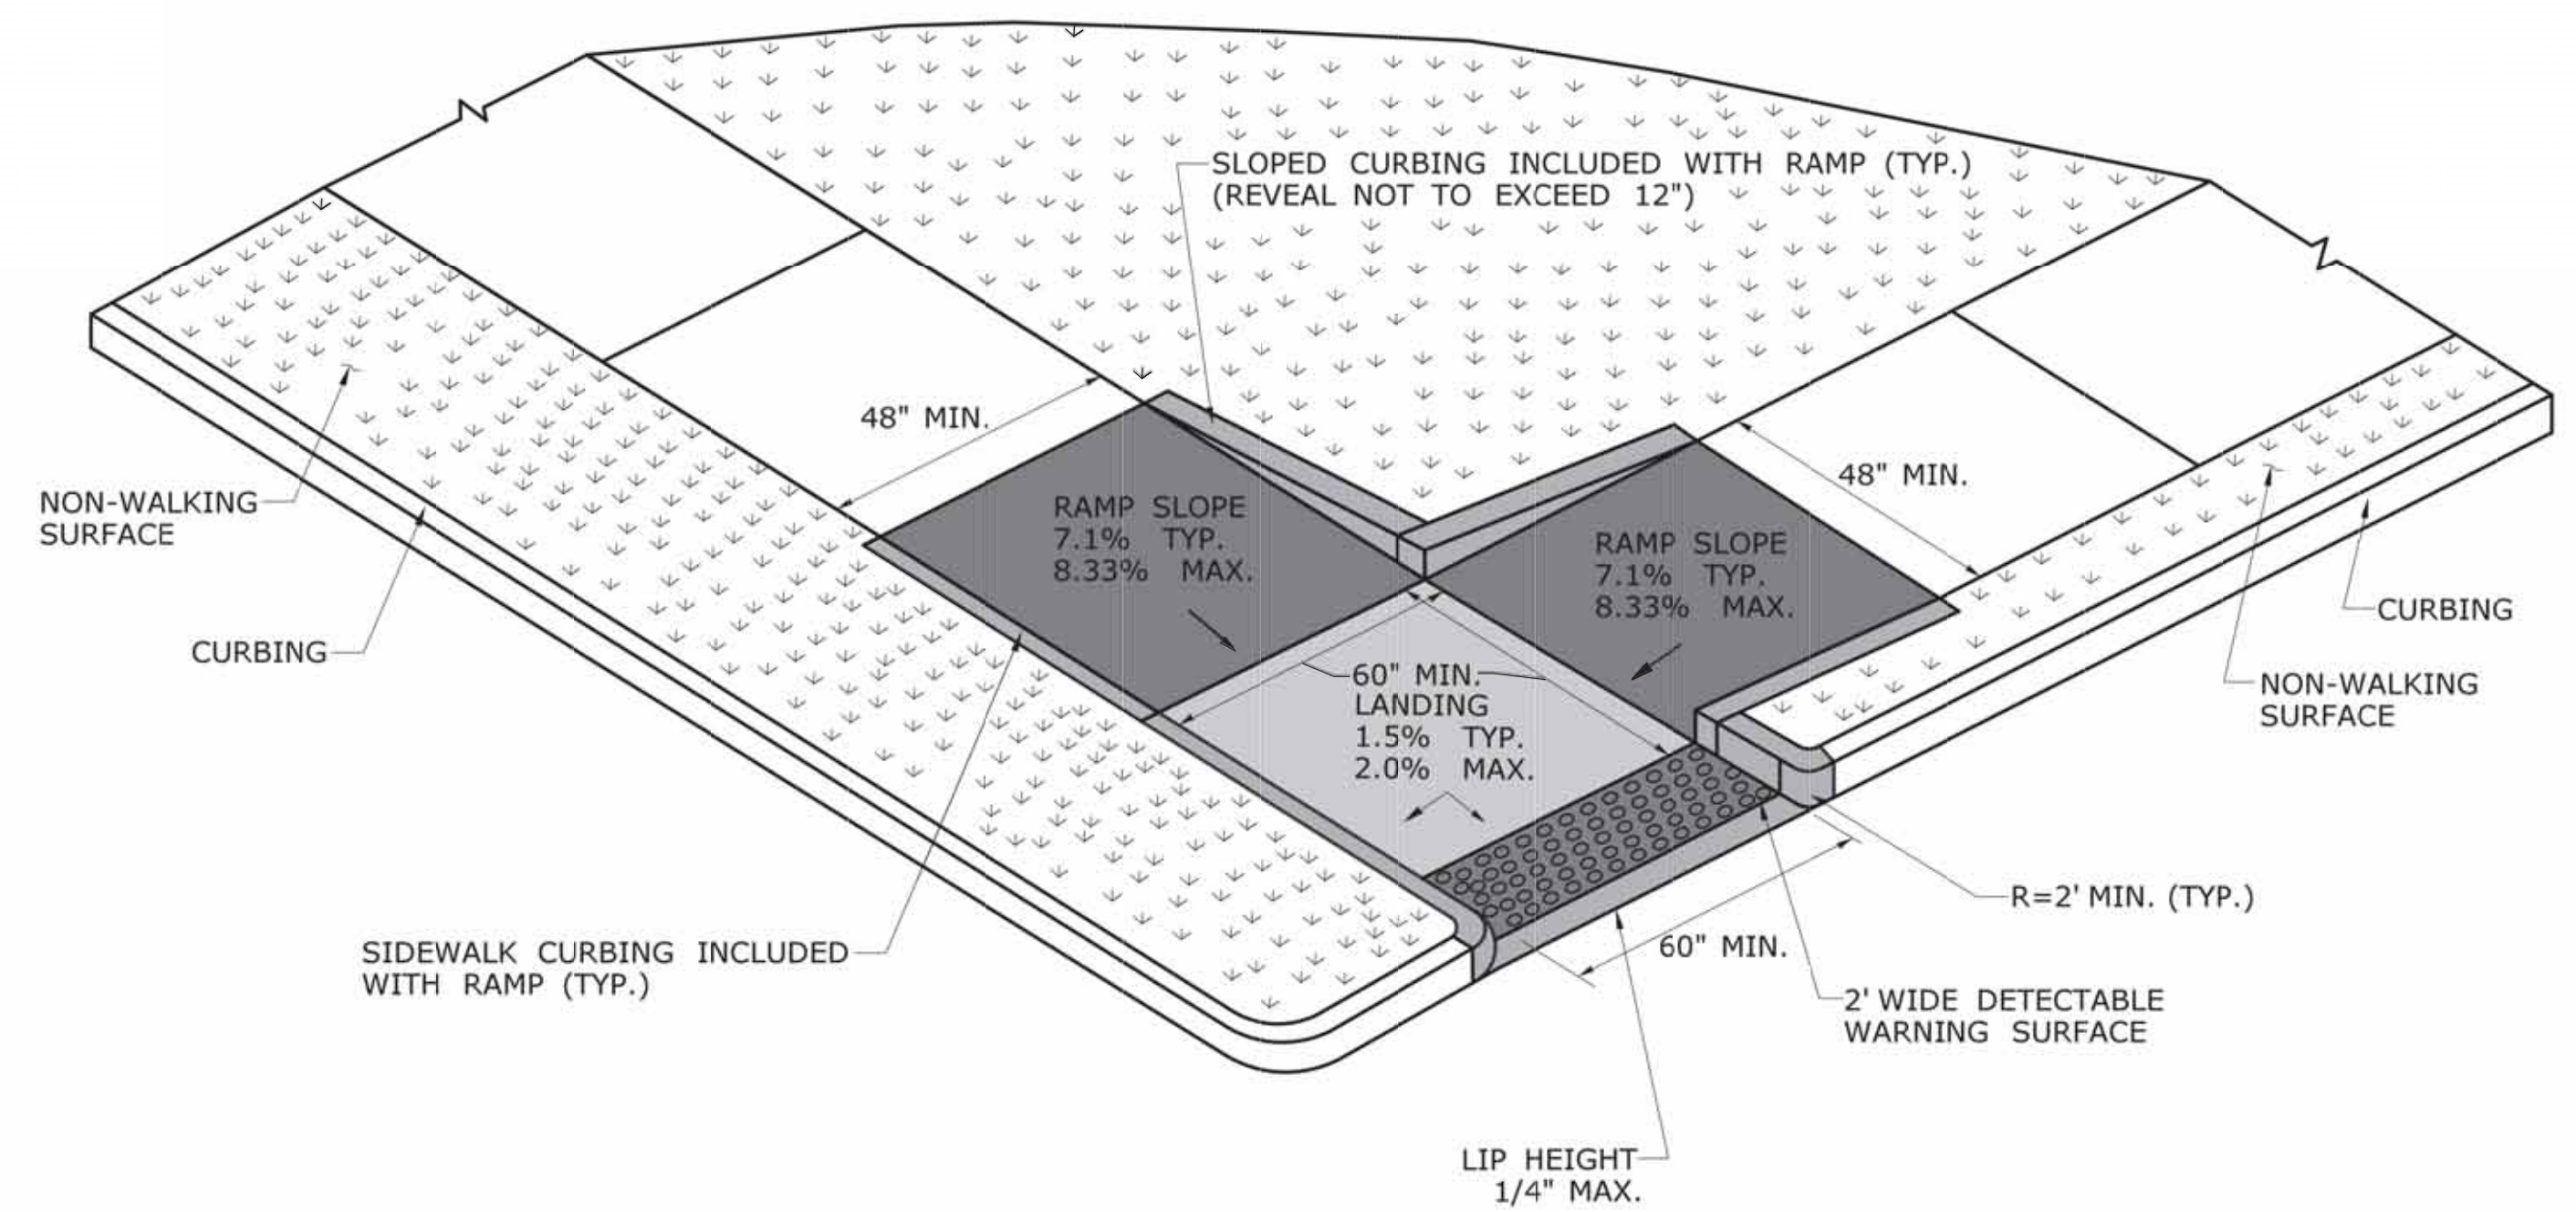 SLOPED CURBING INCLUDED WITH RAMP (TYP.)
(REVEAL NOT TO EXCEED 12")
48" MIN.
48" MIN.
NON-WALKING
SURFACE
RAMP SLOPE
7.1% TYP.
8.33% MAX.
RAMP SLOPE
7.1% TYP.
8.33% MAX.
CURBING
CURBING
60" MIN.
LANDING
1.5% TYP.
2.0% MAX.
NON-WALKING
SURFACE
R=2' MIN. (TYP.)
SIDEWALK CURBING INCLUDED
WITH RAMP (TYP.)
60" MIN.
2' WIDE DETECTABLE
WARNING SURFACE
LIP HEIGHT
1/4" MAX.